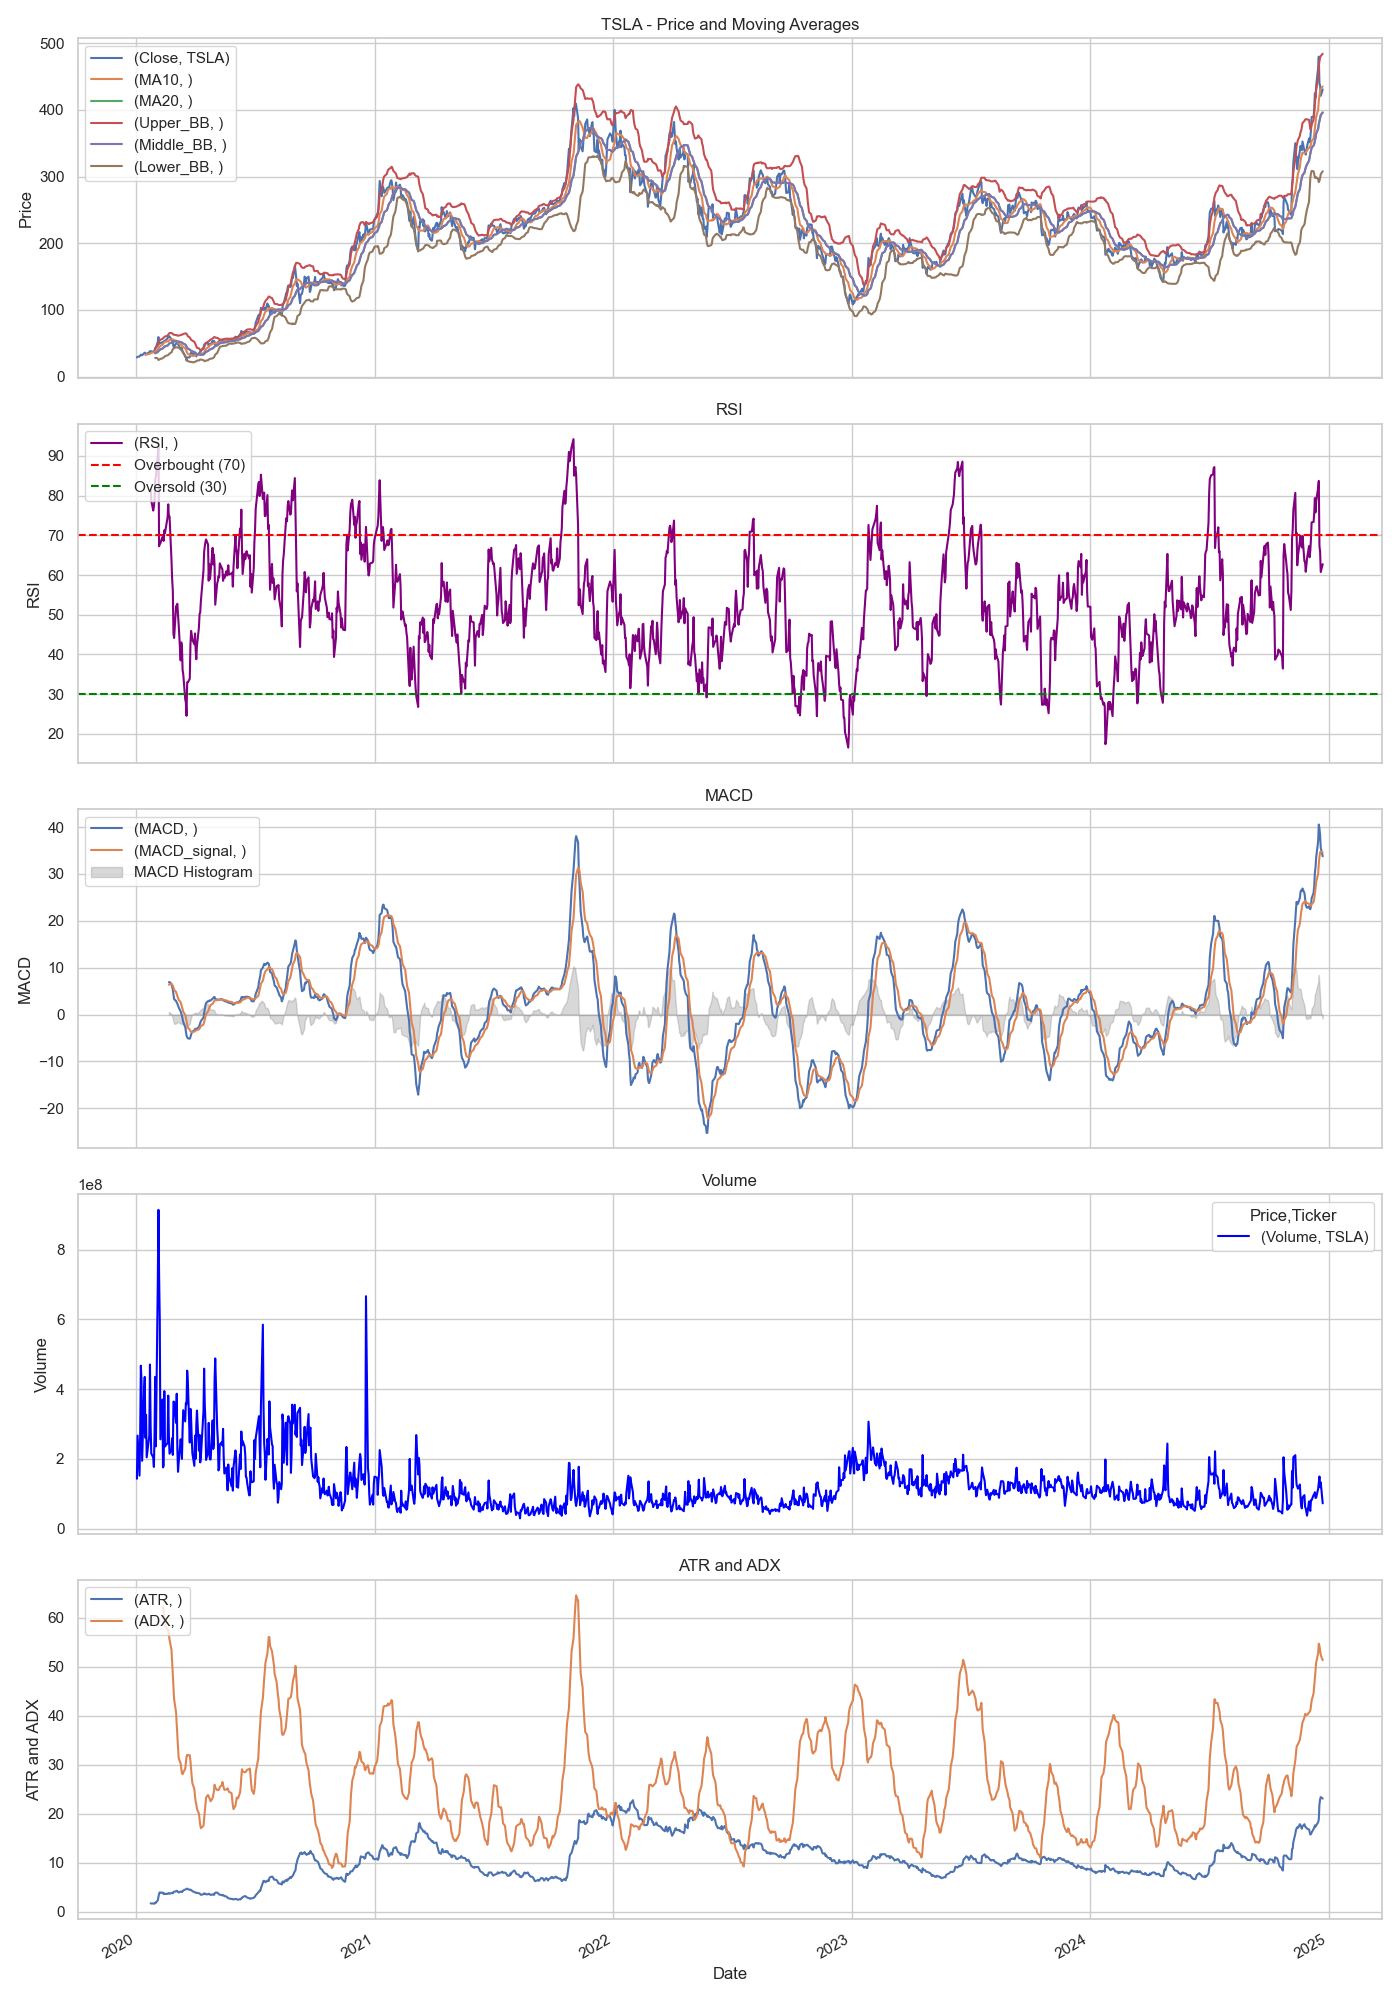 TSLA - Price and Moving Averages
500
400
300
200
100
0
Price
(Close, TSLA)
(MA10, )
(MA20, )
(Upper_BB, )
(Middle_BB, )
(Lower_BB, )
RSI
90
80
70
60
50
40
30
20
RSI
(RSI, )
Overbought (70)
Oversold (30)
MACD
40
30
20
10
0
−10
−20
MACD
(MACD, )
(MACD_signal, )
MACD Histogram
Volume
1e8
8
6
4
2
0
Volume
Price,Ticker
(Volume, TSLA)
ATR and ADX
60
50
40
30
20
10
0
ATR and ADX
(ATR, )
(ADX, )
2020
2021
2022
2023
2024
2025
Date